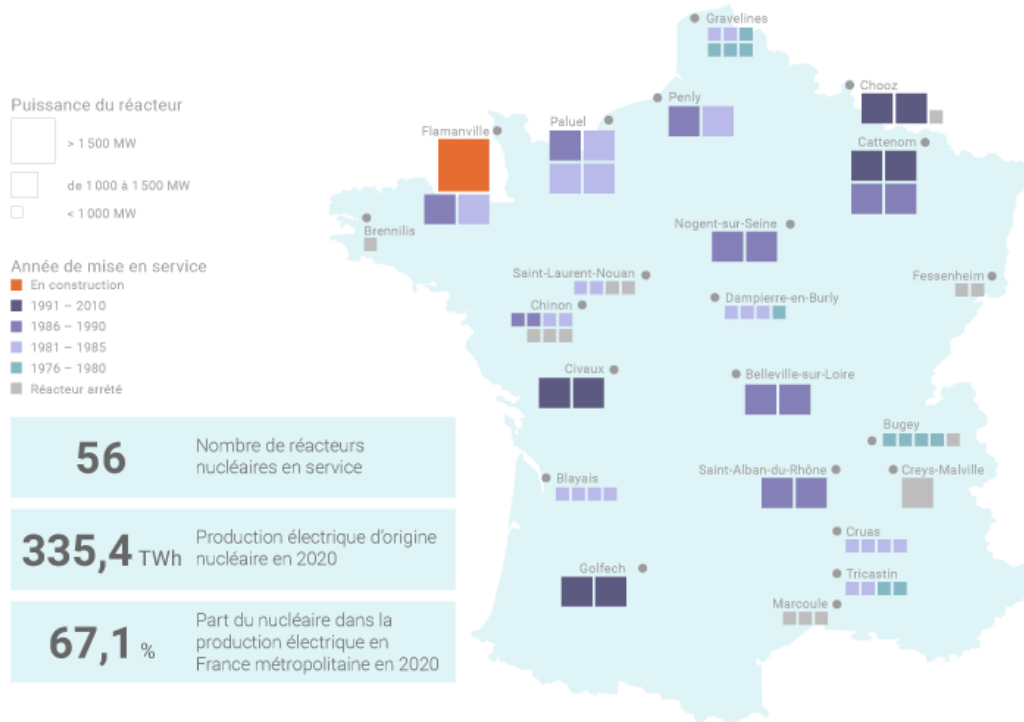 Puissance du réacteur
> 1 500 MW
de 1 000 à 1 500 MW
< 1 000 MW
Année de mise en service
En construction
1991 – 2010
1986 – 1990
1981 – 1985
1976 – 1980
Réacteur arrété
56
Nombre de réacteurs
nucléaires en service
335,4 TWh
Production électrique d'origine
nucléaire en 2020
67,1 %
Part du nucléaire dans la
production électrique en
France métropolitaine en 2020
Gravelines
Chooz
Penly
Paluel
Flamanville
Cattenom
Brennilis
Nogent-sur-Seine
Saint-Laurent-Nouan
Fessenheim
Chinon
Dampierre-en-Burly
Civaux
Belleville-sur-Loire
Bugey
Blayais
Saint-Alban-du-Rhône
Creys-Malville
Cruas
Golfech
Tricastin
Marcoule